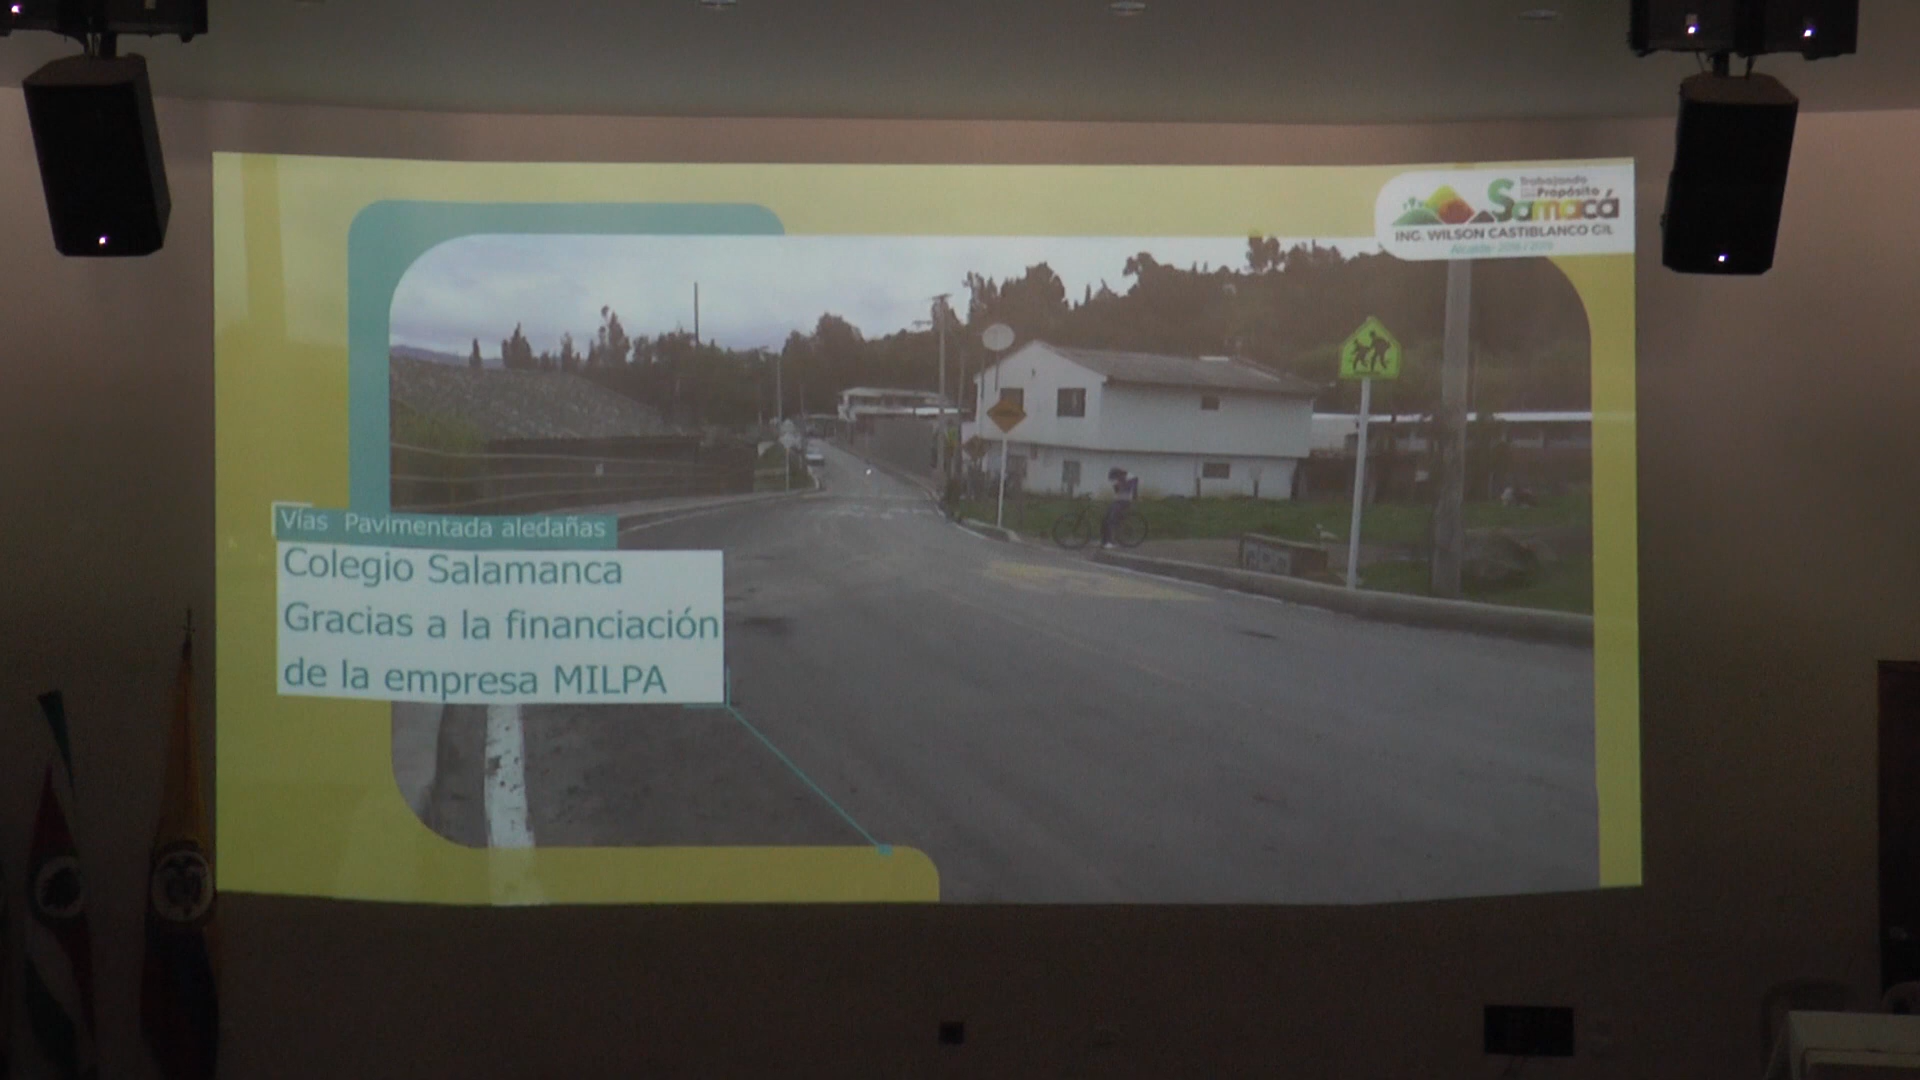 Trabajando
Propósito
Samacá
ING. WILSON CASTIBLANCO GIL
Vías Pavimentada aledañas
Colegio Salamanca
Gracias a la financiación
de la empresa MILPA